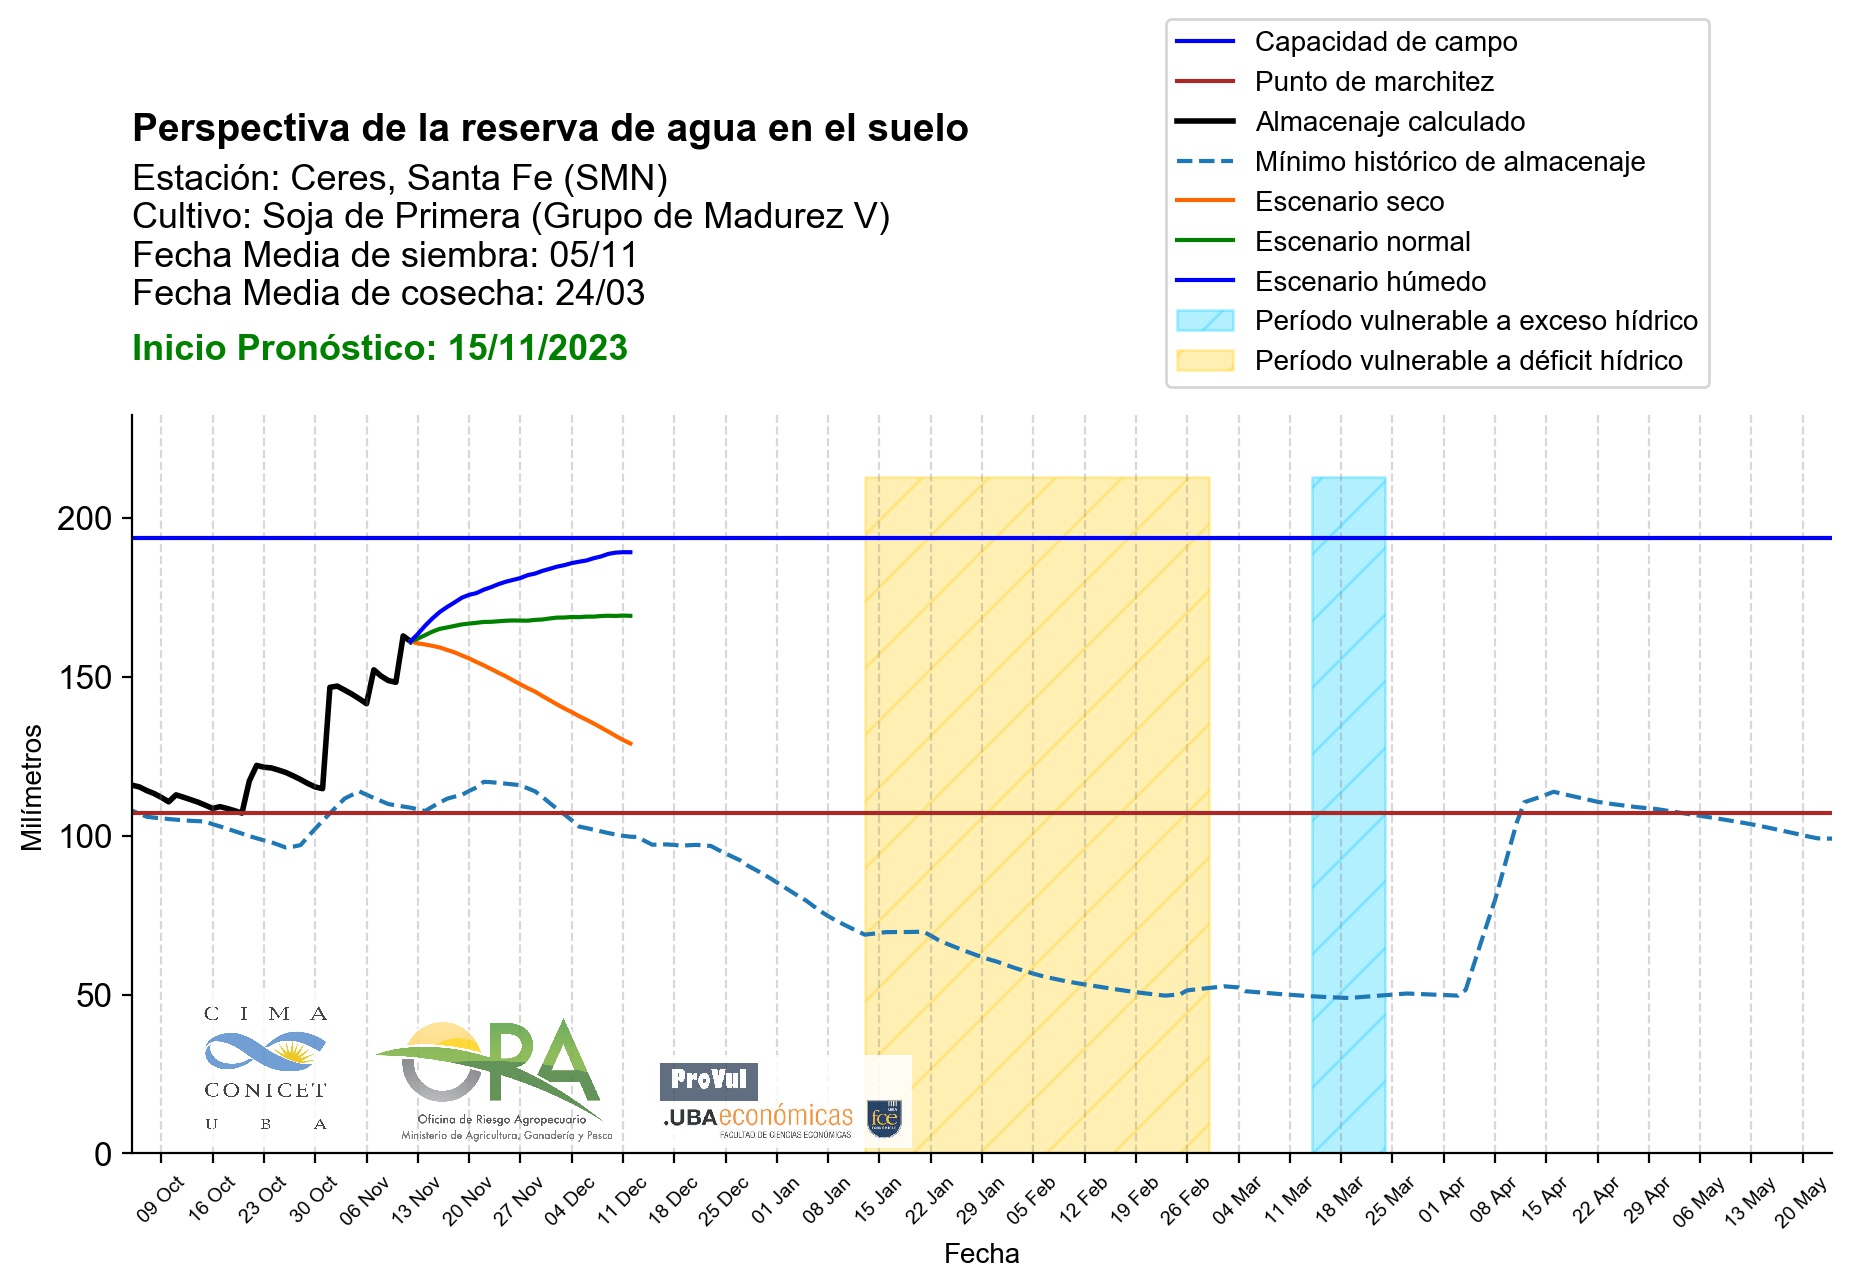 Capacidad de campo
Punto de marchitez
Almacenaje calculado
Mínimo histórico de almacenaje
Escenario seco
Escenario normal
Escenario húmedo
Período vulnerable a exceso hídrico
Período vulnerable a déficit hídrico
Perspectiva de la reserva de agua en el suelo
Estación: Ceres, Santa Fe (SMN)
Cultivo: Soja de Primera (Grupo de Madurez V)
Fecha Media de siembra: 05/11
Fecha Media de cosecha: 24/03
Inicio Pronóstico: 15/11/2023
200
150
100
50
0
Milímetros
C I M A
CONICET
U B A
ORA
Oficina de Riesgo Agropecuario
Ministerio de Agricultura, Ganadería y Pesca
ProVul
.UBAeconómicas
FACULTAD DE CIENCIAS ECONÓMICAS
UBA
fce
ECONÓMICAS
09 Oct
16 Oct
23 Oct
30 Oct
06 Nov
13 Nov
20 Nov
27 Nov
04 Dec
11 Dec
18 Dec
25 Dec
01 Jan
08 Jan
15 Jan
22 Jan
29 Jan
05 Feb
12 Feb
19 Feb
26 Feb
04 Mar
11 Mar
18 Mar
25 Mar
01 Apr
08 Apr
15 Apr
22 Apr
29 Apr
06 May
13 May
20 May
Fecha